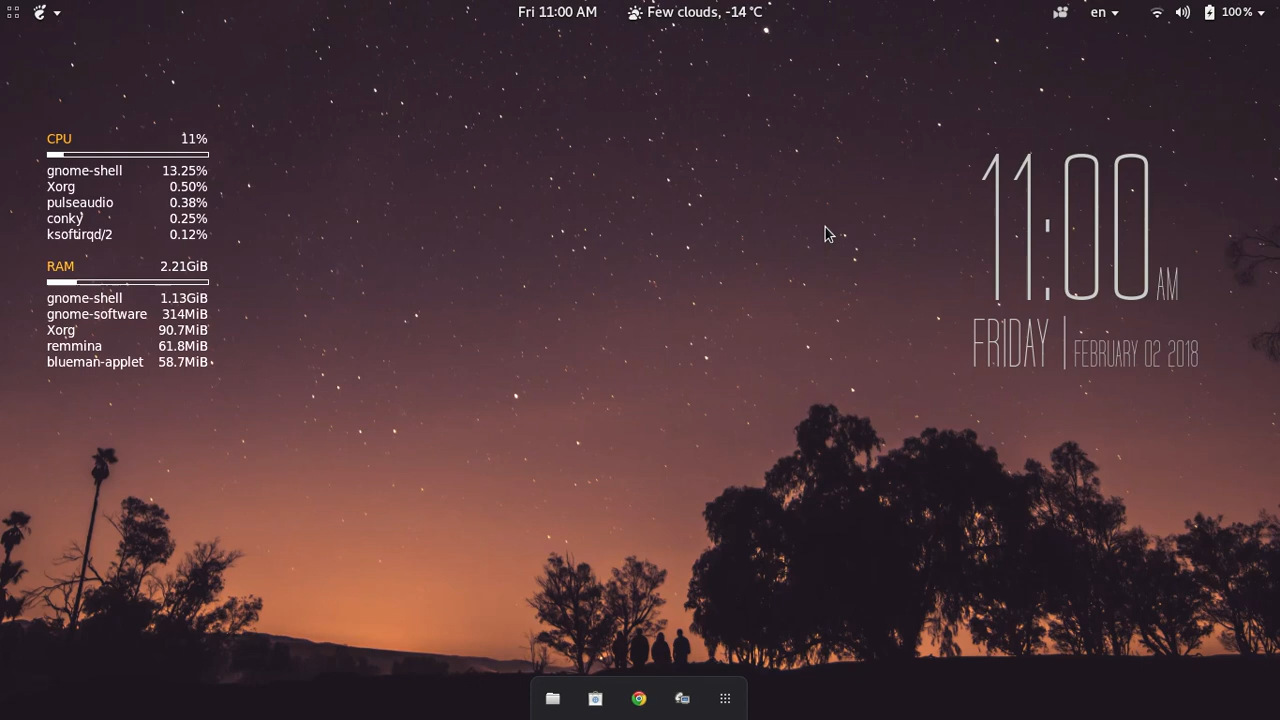 Fri 11:00 AM Few clouds, -14 °C en 100 %
CPU 11%
gnome-shell 13.25%
Xorg 0.50%
pulseaudio 0.38%
conky 0.25%
ksoftirqd/2 0.12%
RAM 2.21GiB
gnome-shell 1.13GiB
gnome-software 314MiB
Xorg 90.7MiB
remmina 61.8MiB
blueman-applet 58.7MiB
11:00 AM
FRIDAY | FEBRUARY 02 2018